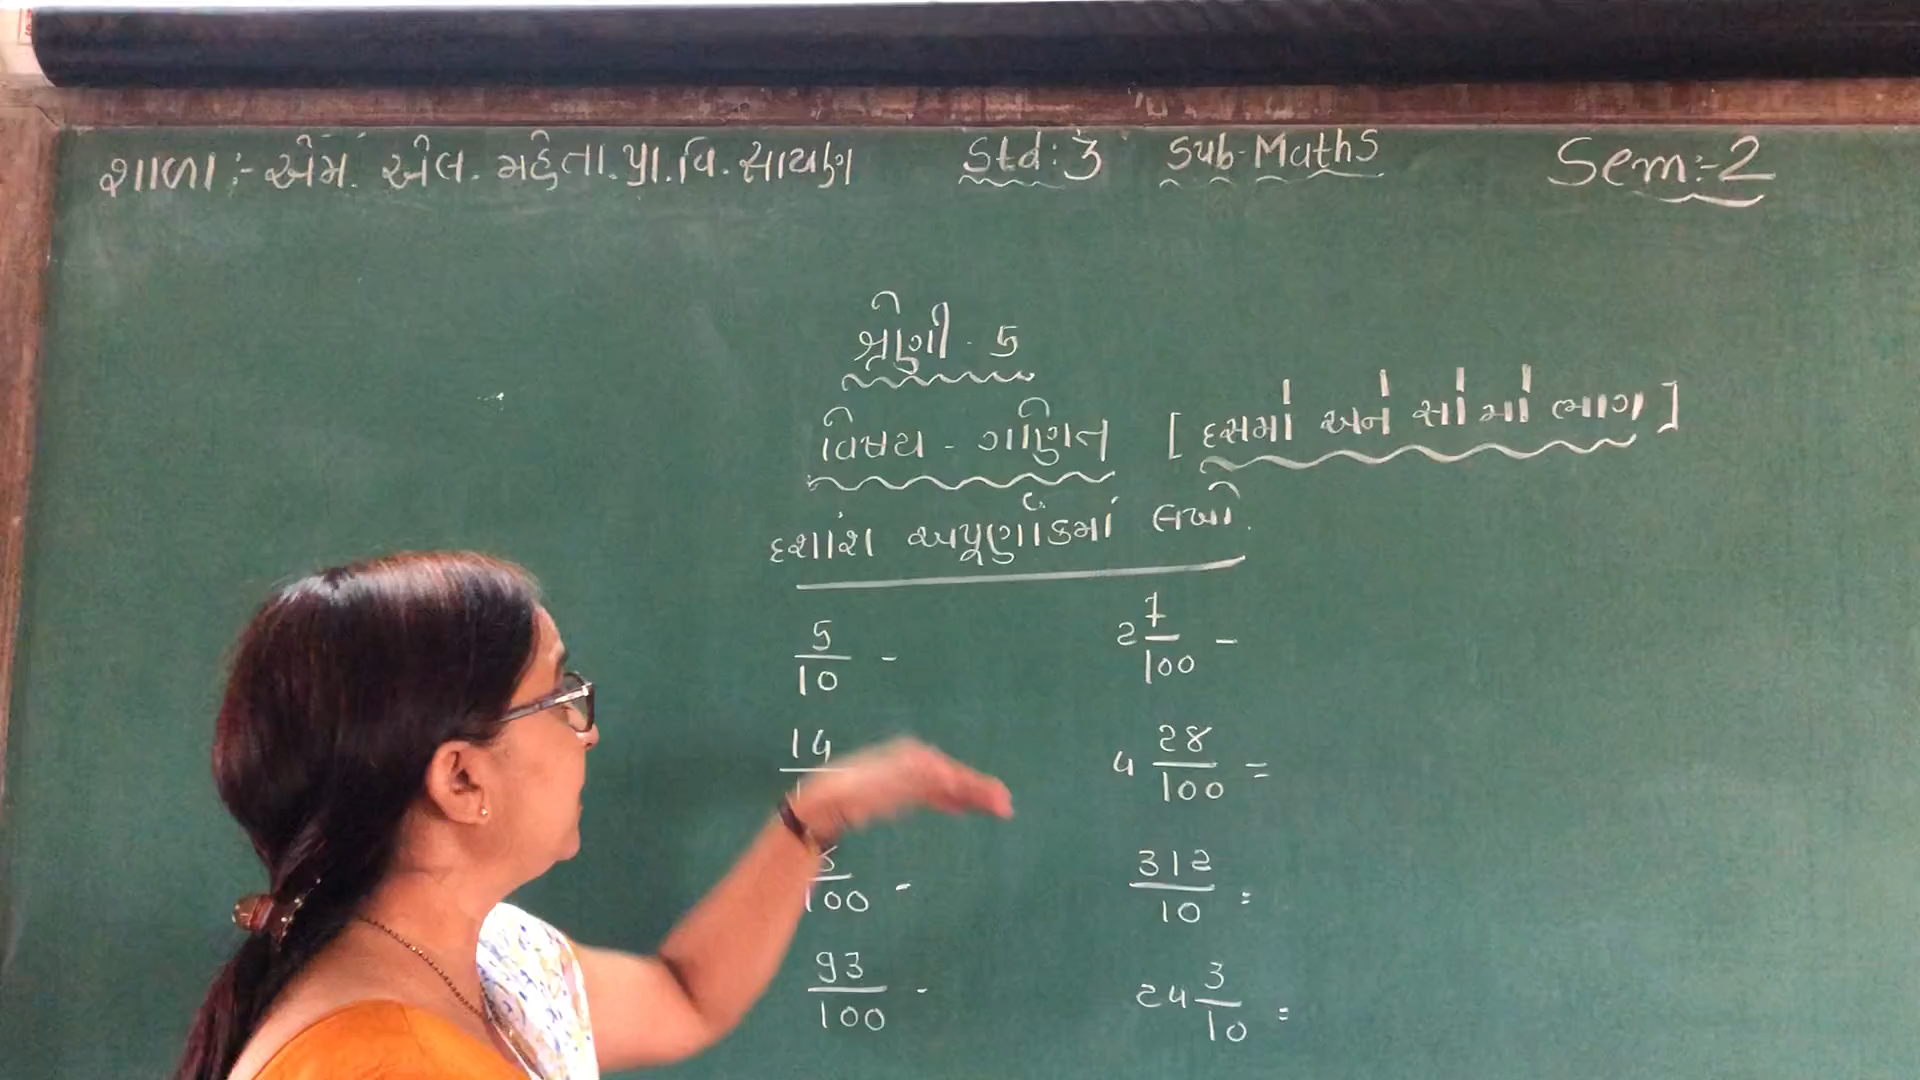 શાળા :- એમ. એલ. મહેતા. પ્રા. વિ. સાયણ Std: 3 Sub-Maths Sem:-2
શ્રેણી - 5
વિષય - ગણિત [ દસમાં અને સો માં ભાગ ]
દશાંશ અપૂર્ણાંકમાં લખો.
5/10 - 2 7/100 -
14 4 28/100 =
/100 - 312/10 =
93/100 - 24 3/10 =